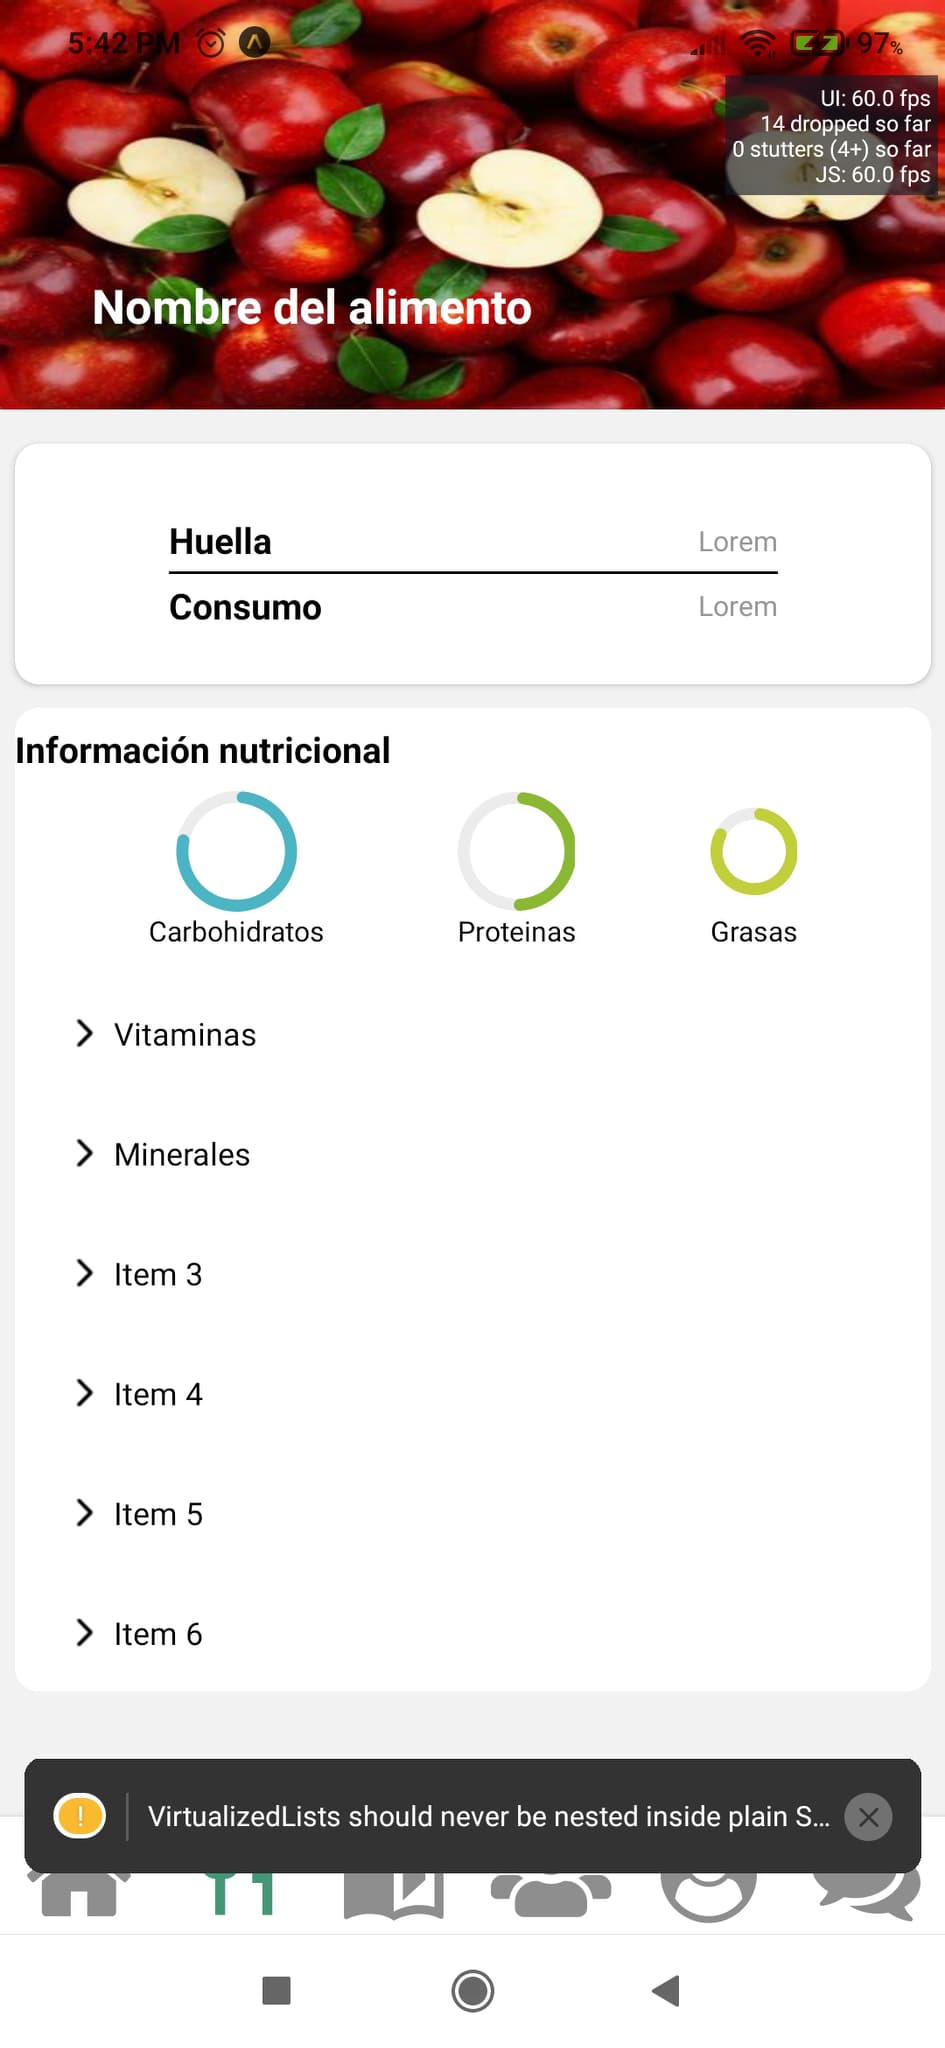 5:42 PM
97%
UI: 60.0 fps
14 dropped so far
0 stutters (4+) so far
JS: 60.0 fps
Nombre del alimento
Huella Lorem
Consumo Lorem
Información nutricional
Carbohidratos Proteinas Grasas
Vitaminas
Minerales
Item 3
Item 4
Item 5
Item 6
! VirtualizedLists should never be nested inside plain S...